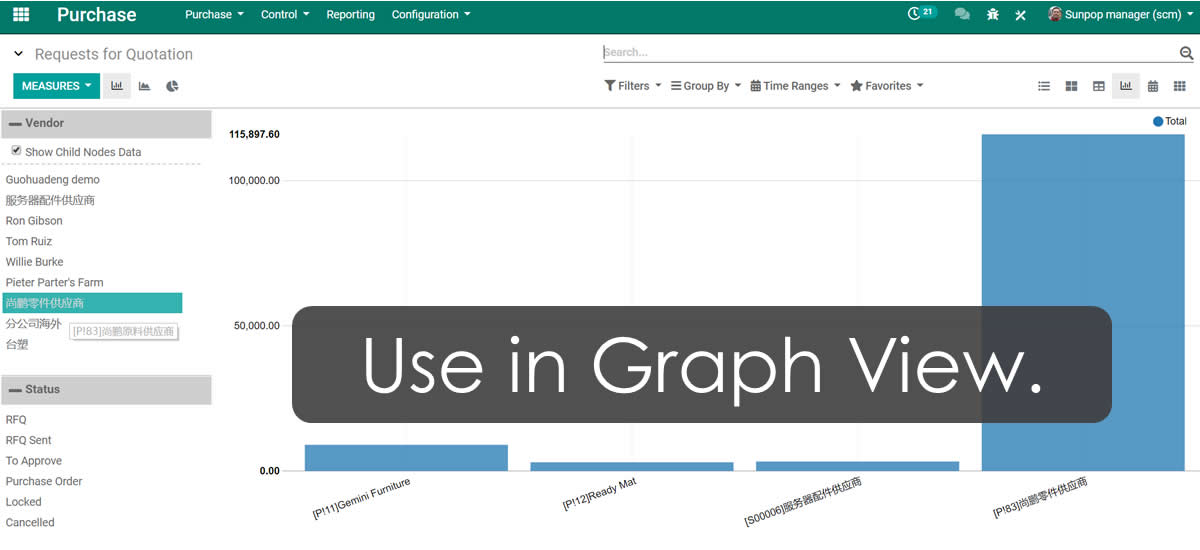 Purchase Purchase Control Reporting Configuration 21 Sunpop manager (scm)
Requests for Quotation Search...
MEASURES Filters Group By Time Ranges Favorites
Vendor
Show Child Nodes Data
Guohuadeng demo
服务器配件供应商
Ron Gibson
Tom Ruiz
Willie Burke
Pieter Parter's Farm
尚鹏零件供应商
分公司海外
[P!83]尚鹏原料供应商
台塑
Status
RFQ
RFQ Sent
To Approve
Purchase Order
Locked
Cancelled
Total
115,897.60
100,000.00
50,000.00
0.00
Use in Graph View.
[P!11]Gemini Furniture
[P!12]Ready Mat
[S00006]服务器配件供应商
[P!83]尚鹏零件供应商